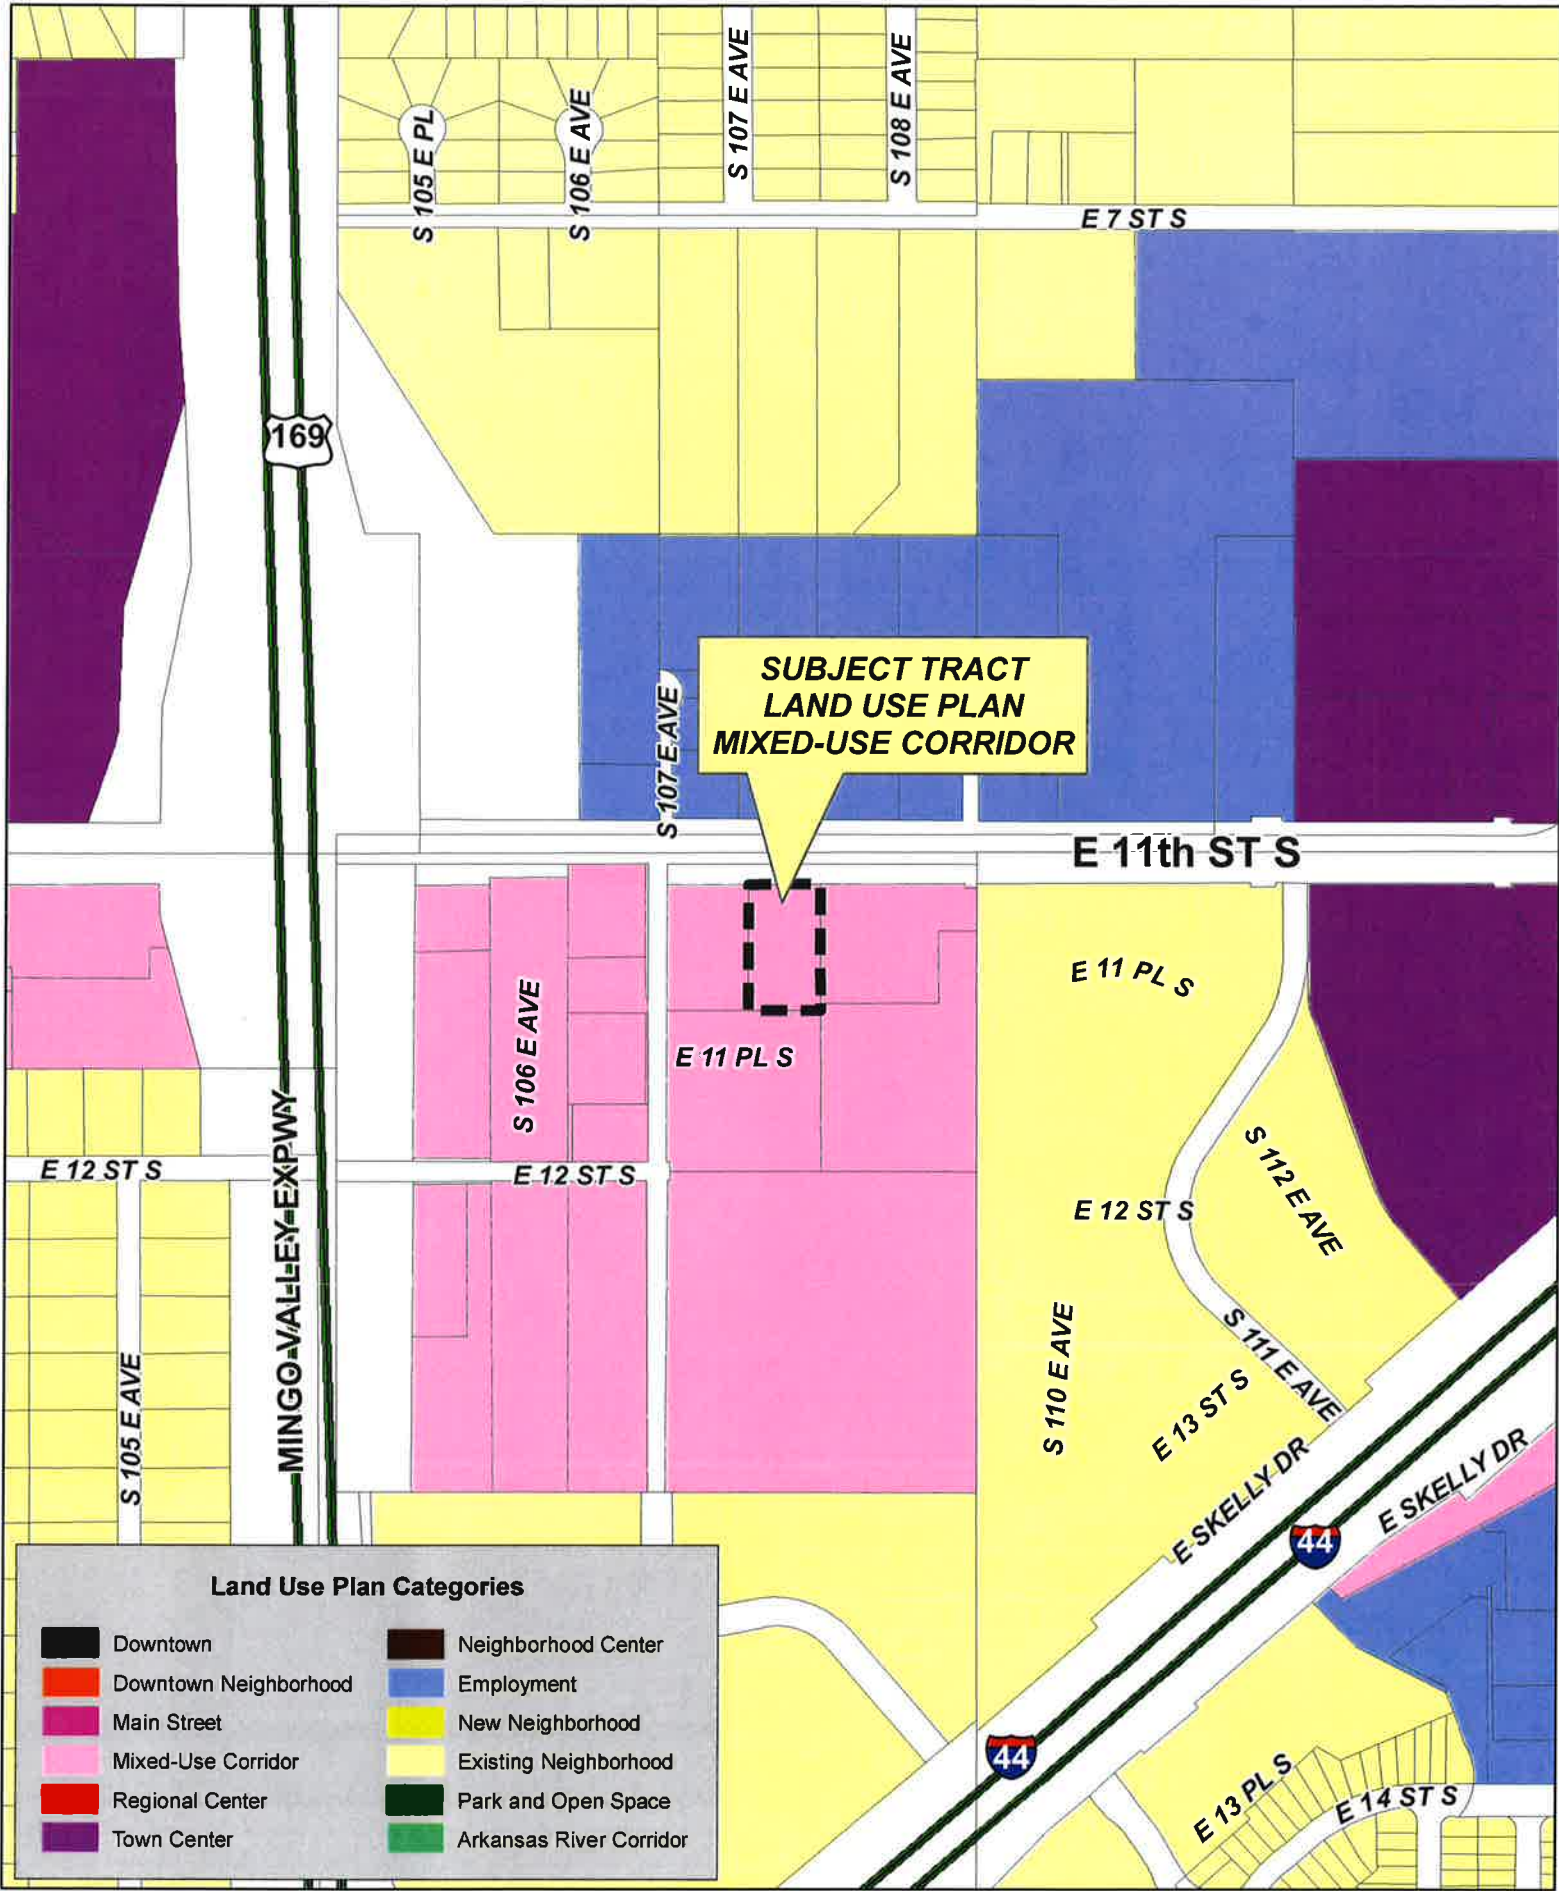 S 105 E PL
S 106 E AVE
S 107 E AVE
S 108 E AVE
E 7 ST S
169
SUBJECT TRACT
LAND USE PLAN
MIXED-USE CORRIDOR
S 107 E AVE
E 11th ST S
E 11 PL S
S 106 E AVE
E 11 PL S
E 12 ST S
E 12 ST S
E 12 ST S
S 112 E AVE
MINGO VALLEY EXPWY
S 105 E AVE
S 110 E AVE
S 111 E AVE
E 13 ST S
E SKELLY DR
E SKELLY DR
44
44
E 13 PL S
E 14 ST S
Land Use Plan Categories
Downtown
Downtown Neighborhood
Main Street
Mixed-Use Corridor
Regional Center
Town Center
Neighborhood Center
Employment
New Neighborhood
Existing Neighborhood
Park and Open Space
Arkansas River Corridor